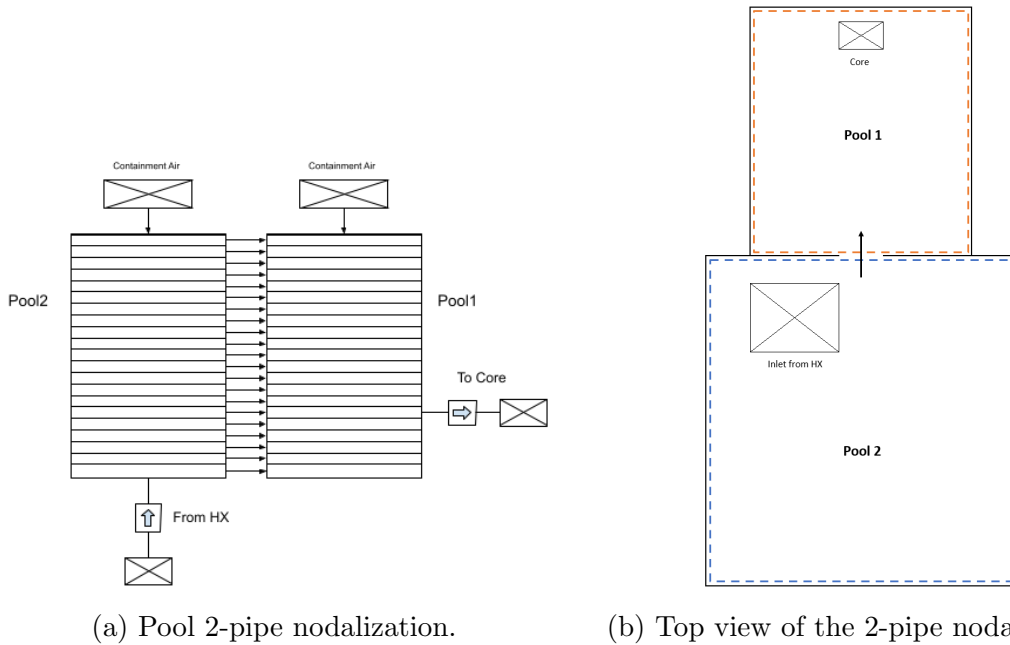 Containment Air
Containment Air
Pool2
Pool1
To Core
From HX
(a) Pool 2-pipe nodalization.
Core
Pool 1
Inlet from HX
Pool 2
(b) Top view of the 2-pipe noda